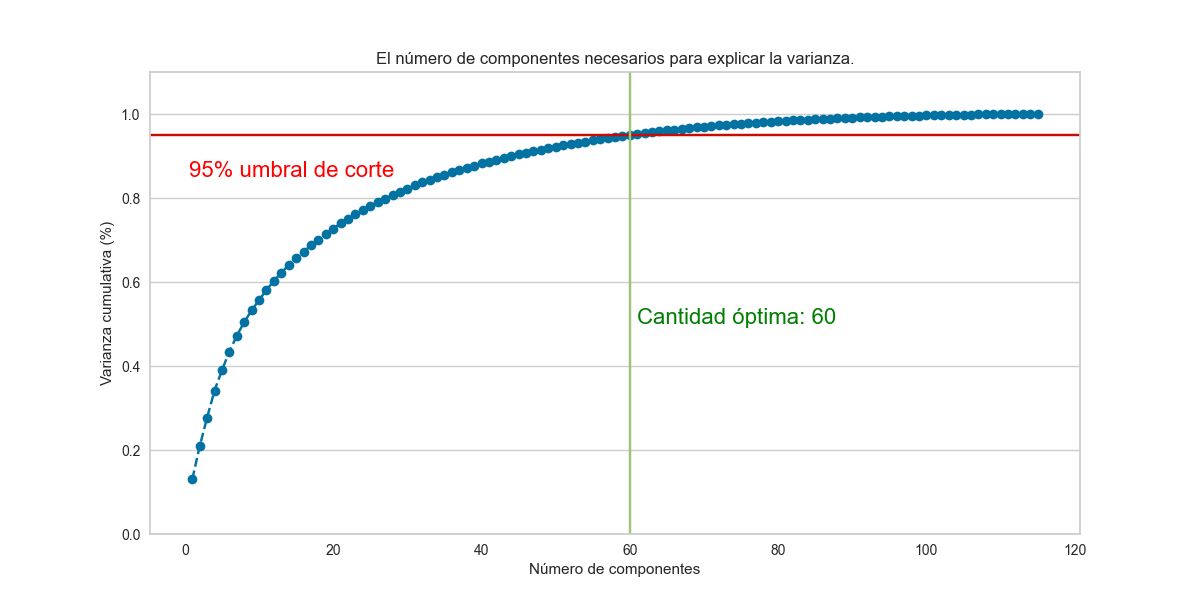 El número de componentes necesarios para explicar la varianza.
1.0
0.8
0.6
0.4
0.2
0.0
Varianza cumulativa (%)
95% umbral de corte
Cantidad óptima: 60
0 20 40 60 80 100 120
Número de componentes